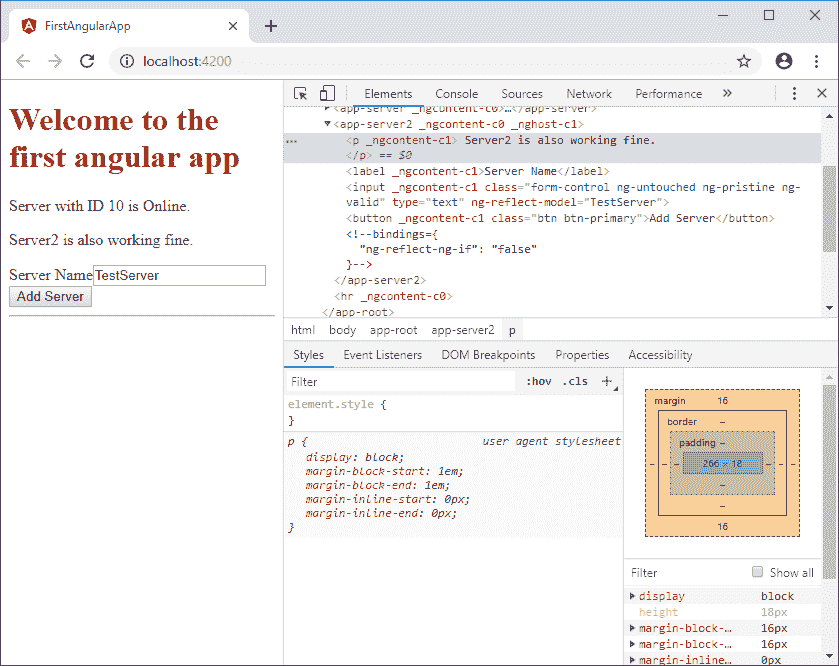 FirstAngularApp
localhost:4200
Welcome to the
first angular app
Server with ID 10 is Online.
Server2 is also working fine.
Server Name TestServer
Add Server
Elements Console Sources Network Performance »
<app-server _ngcontent-c0>…</app-server>
<app-server2 _ngcontent-c0 _nghost-c1>
<p _ngcontent-c1> Server2 is also working fine.
</p> == $0
<label _ngcontent-c1>Server Name</label>
<input _ngcontent-c1 class="form-control ng-untouched ng-pristine ng-
valid" type="text" ng-reflect-model="TestServer">
<button _ngcontent-c1 class="btn btn-primary">Add Server</button>
<!--bindings={
"ng-reflect-ng-if": "false"
}-->
</app-server2>
<hr _ngcontent-c0>
</app-root>
html body app-root app-server2 p
Styles Event Listeners DOM Breakpoints Properties Accessibility
Filter :hov .cls +
element.style {
}
p { user agent stylesheet
display: block;
margin-block-start: 1em;
margin-block-end: 1em;
margin-inline-start: 0px;
margin-inline-end: 0px;
}
margin 16
border –
padding –
266 × 18
–
–
16
Filter Show all
display block
height 18px
margin-block-… 16px
margin-block-… 16px
margin-inline… 0px